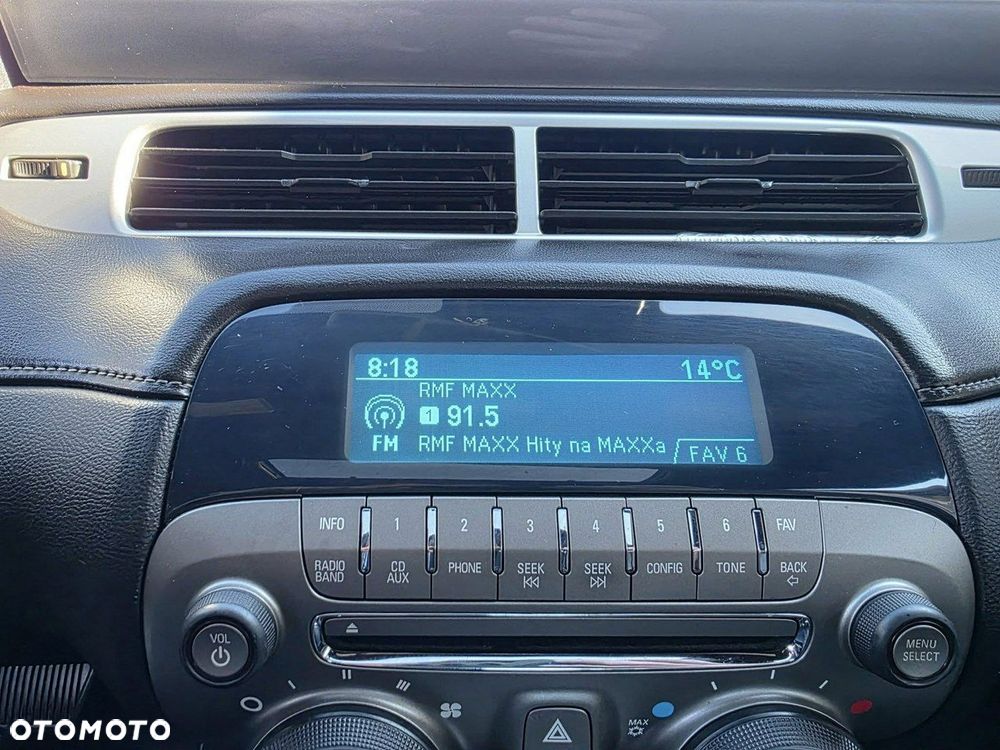 8:18 14°C
RMF MAXX
1 91.5
FM RMF MAXX Hity na MAXXa FAV 6
INFO 1 2 3 4 5 6 FAV
RADIO BAND CD AUX PHONE SEEK SEEK CONFIG TONE BACK
VOL
MENU SELECT
MAX
OTOMOTO